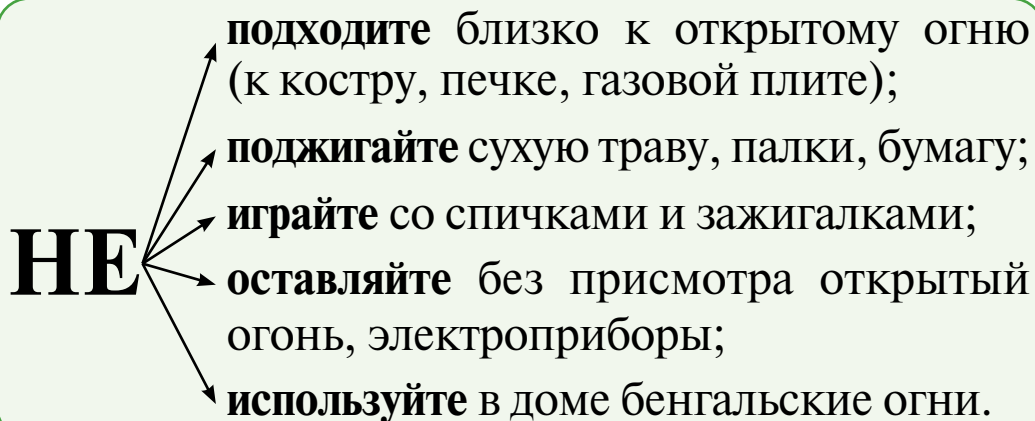 подходите близко к открытому огню
(к костру, печке, газовой плите);
поджигайте сухую траву, палки, бумагу;
играйте со спичками и зажигалками;
НЕ
оставляйте без присмотра открытый
огонь, электроприборы;
используйте в доме бенгальские огни.